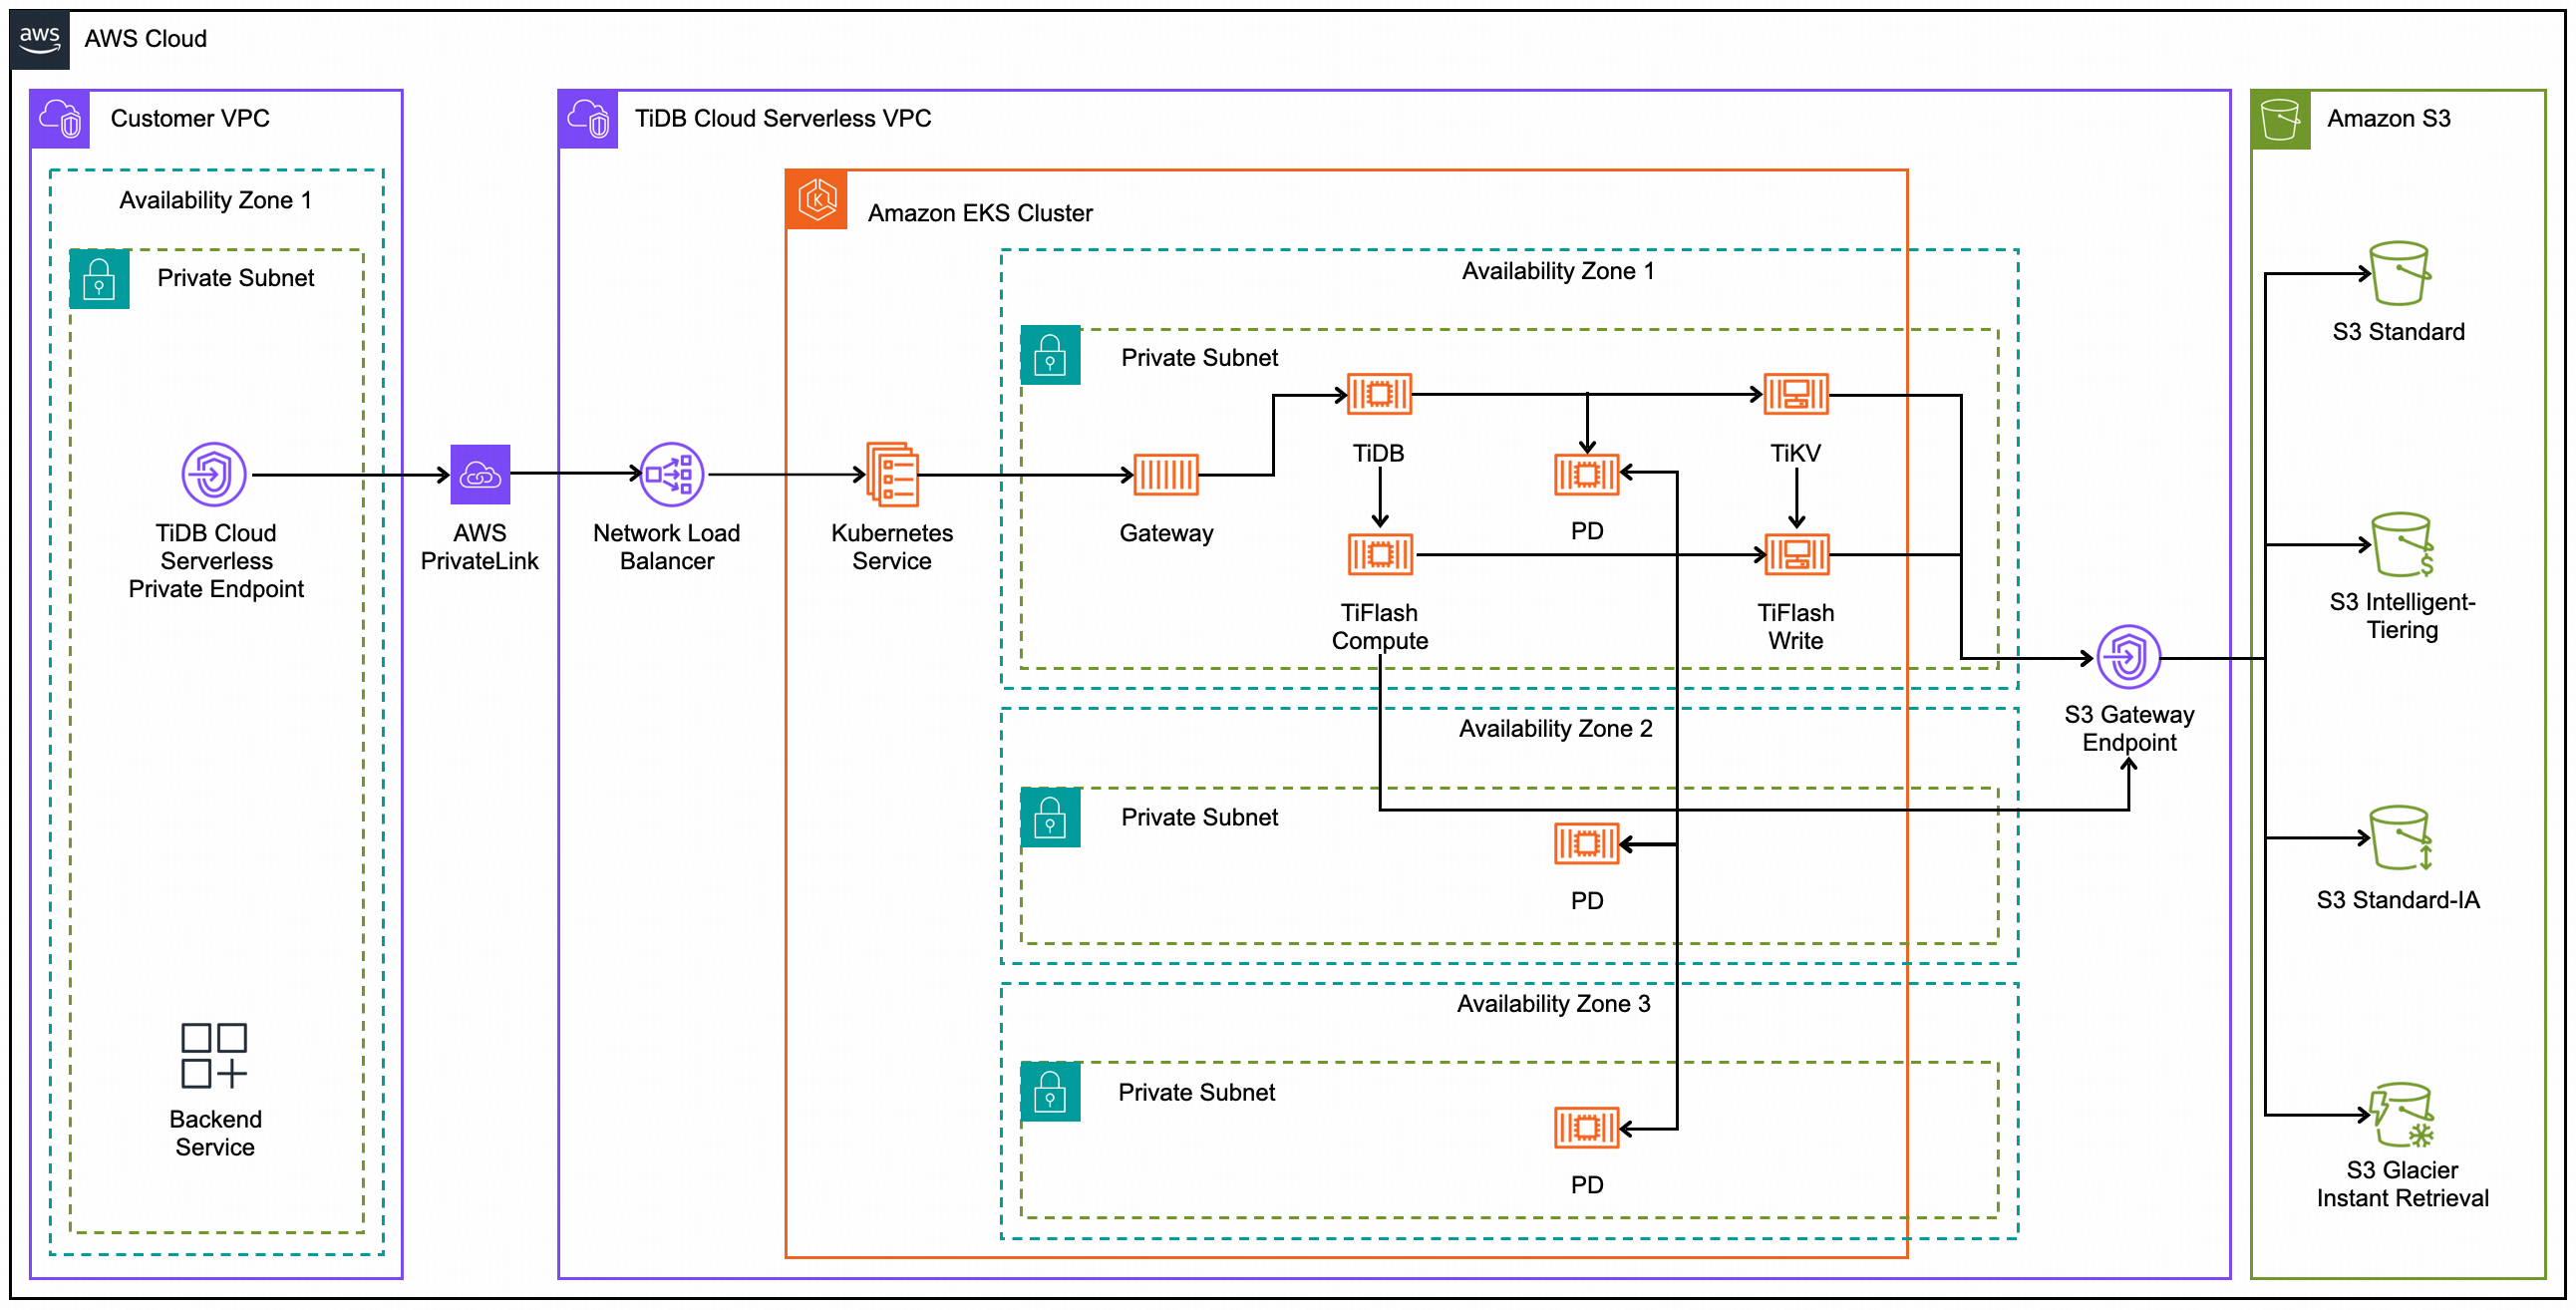 aws
AWS Cloud
Customer VPC
Availability Zone 1
Private Subnet
TiDB Cloud
Serverless
Private Endpoint
Backend
Service
AWS
PrivateLink
TiDB Cloud Serverless VPC
Network Load
Balancer
Amazon EKS Cluster
Kubernetes
Service
Availability Zone 1
Private Subnet
Gateway
TiDB
TiKV
PD
TiFlash
Compute
TiFlash
Write
Availability Zone 2
Private Subnet
PD
Availability Zone 3
Private Subnet
PD
S3 Gateway
Endpoint
Amazon S3
S3 Standard
S3 Intelligent-
Tiering
S3 Standard-IA
S3 Glacier
Instant Retrieval